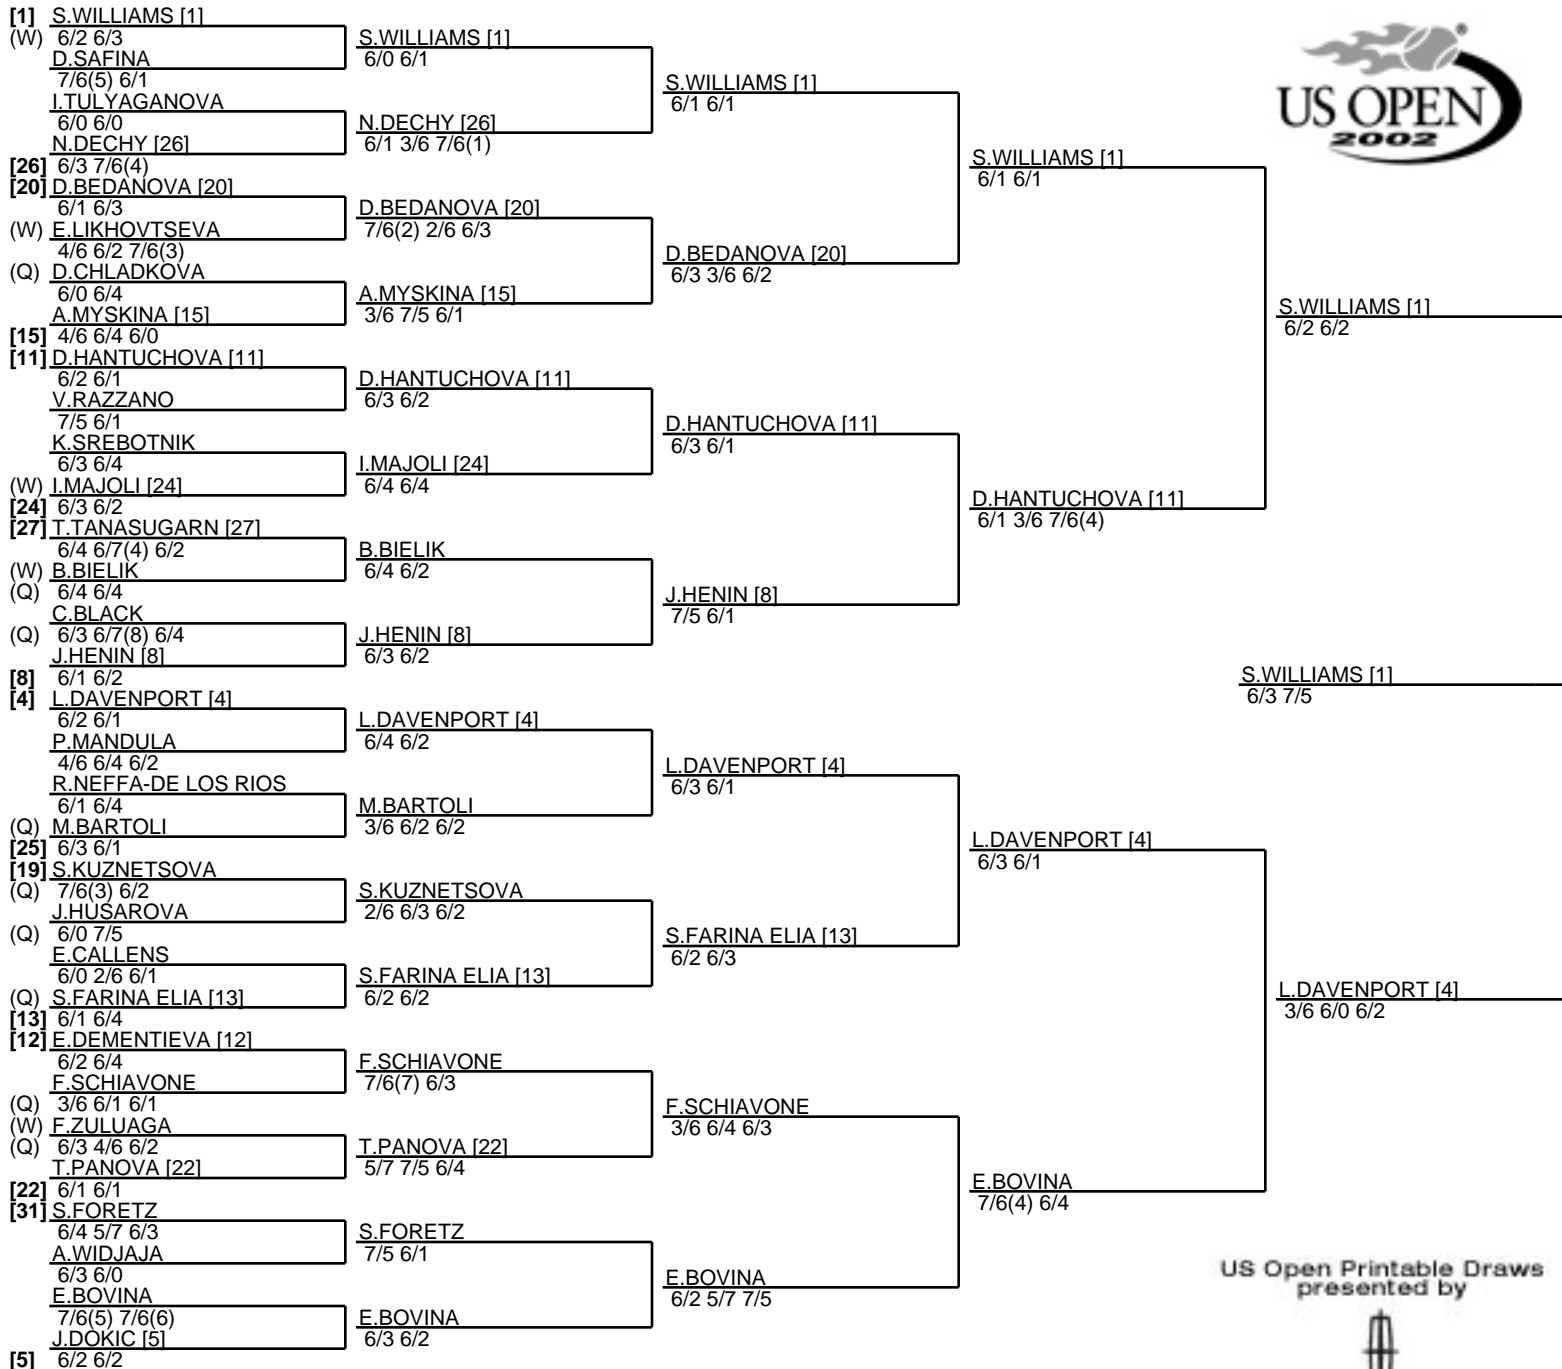 [1] S.WILLIAMS [1]
(W) 6/2 6/3
D.SAFINA
7/6(5) 6/1
I.TULYAGANOVA
6/0 6/0
N.DECHY [26]
[26] 6/3 7/6(4)
[20] D.BEDANOVA [20]
6/1 6/3
(W) E.LIKHOVTSEVA
4/6 6/2 7/6(3)
(Q) D.CHLADKOVA
6/0 6/4
A.MYSKINA [15]
[15] 4/6 6/4 6/0
[11] D.HANTUCHOVA [11]
6/2 6/1
V.RAZZANO
7/5 6/1
K.SREBOTNIK
6/3 6/4
(W) I.MAJOLI [24]
[24] 6/3 6/2
[27] T.TANASUGARN [27]
6/4 6/7(4) 6/2
(W) B.BIELIK
(Q) 6/4 6/4
C.BLACK
(Q) 6/3 6/7(8) 6/4
J.HENIN [8]
[8] 6/1 6/2
[4] L.DAVENPORT [4]
6/2 6/1
P.MANDULA
4/6 6/4 6/2
R.NEFFA-DE LOS RIOS
6/1 6/4
(Q) M.BARTOLI
[25] 6/3 6/1
[19] S.KUZNETSOVA
(Q) 7/6(3) 6/2
J.HUSAROVA
(Q) 6/0 7/5
E.CALLENS
6/0 2/6 6/1
(Q) S.FARINA ELIA [13]
[13] 6/1 6/4
[12] E.DEMENTIEVA [12]
6/2 6/4
F.SCHIAVONE
(Q) 3/6 6/1 6/1
(W) F.ZULUAGA
(Q) 6/3 4/6 6/2
T.PANOVA [22]
[22] 6/1 6/1
[31] S.FORETZ
6/4 5/7 6/3
A.WIDJAJA
6/3 6/0
E.BOVINA
7/6(5) 7/6(6)
J.DOKIC [5]
[5] 6/2 6/2
S.WILLIAMS [1]
6/0 6/1
N.DECHY [26]
6/1 3/6 7/6(1)
D.BEDANOVA [20]
7/6(2) 2/6 6/3
A.MYSKINA [15]
3/6 7/5 6/1
D.HANTUCHOVA [11]
6/3 6/2
I.MAJOLI [24]
6/4 6/4
B.BIELIK
6/4 6/2
J.HENIN [8]
6/3 6/2
L.DAVENPORT [4]
6/4 6/2
M.BARTOLI
3/6 6/2 6/2
S.KUZNETSOVA
2/6 6/3 6/2
S.FARINA ELIA [13]
6/2 6/2
F.SCHIAVONE
7/6(7) 6/3
T.PANOVA [22]
5/7 7/5 6/4
S.FORETZ
7/5 6/1
E.BOVINA
6/3 6/2
S.WILLIAMS [1]
6/1 6/1
D.BEDANOVA [20]
6/3 3/6 6/2
D.HANTUCHOVA [11]
6/3 6/1
J.HENIN [8]
7/5 6/1
L.DAVENPORT [4]
6/3 6/1
S.FARINA ELIA [13]
6/2 6/3
F.SCHIAVONE
3/6 6/4 6/3
E.BOVINA
6/2 5/7 7/5
S.WILLIAMS [1]
6/1 6/1
D.HANTUCHOVA [11]
6/1 3/6 7/6(4)
L.DAVENPORT [4]
6/3 6/1
E.BOVINA
7/6(4) 6/4
S.WILLIAMS [1]
6/2 6/2
L.DAVENPORT [4]
3/6 6/0 6/2
S.WILLIAMS [1]
6/3 7/5
US OPEN
2002
US Open Printable Draws
presented by